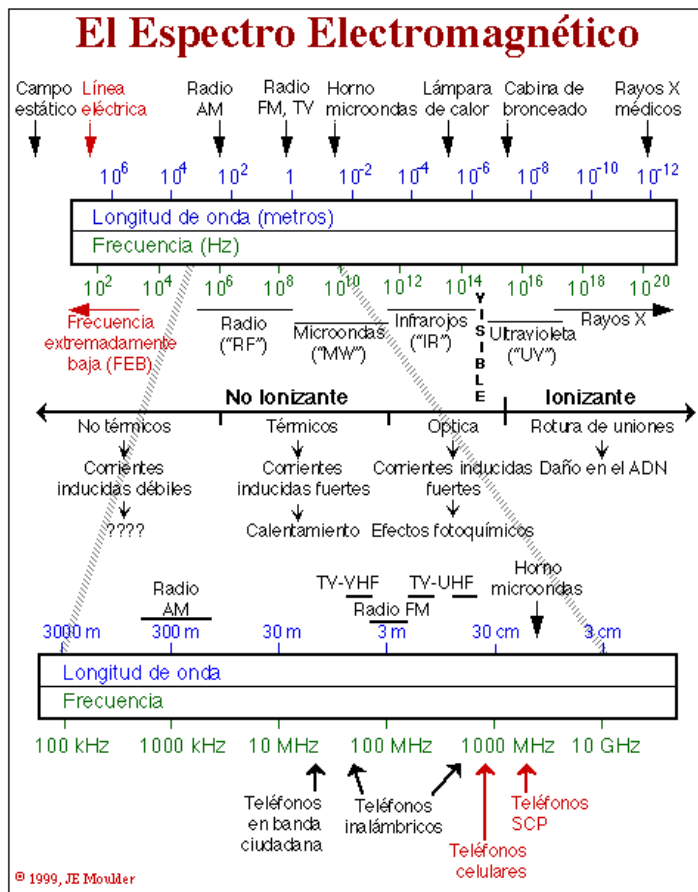 El Espectro Electromagnético
Campo estático
Línea eléctrica
Radio AM
Radio FM, TV
Horno microondas
Lámpara de calor
Cabina de bronceado
Rayos X médicos
10^6 10^4 10^2 1 10^-2 10^-4 10^-6 10^-8 10^-10 10^-12
Longitud de onda (metros)
Frecuencia (Hz)
10^2 10^4 10^6 10^8 10^10 10^12 10^14 10^16 10^18 10^20
Frecuencia extremadamente baja (FEB)
Radio ("RF")
Microondas ("MW")
Infrarojos ("IR")
VISIBLE
Ultravioleta ("UV")
Rayos X
No Ionizante
Ionizante
No térmicos
Térmicos
Optica
Rotura de uniones
Corrientes inducidas débiles
Corrientes inducidas fuertes
Corrientes inducidas fuertes
Daño en el ADN
????
Calentamiento
Efectos fotoquímicos
Radio AM
TV-VHF
TV-UHF
Radio FM
Horno microondas
3000 m 300 m 30 m 3 m 30 cm 3 cm
Longitud de onda
Frecuencia
100 kHz 1000 kHz 10 MHz 100 MHz 1000 MHz 10 GHz
Teléfonos en banda ciudadana
Teléfonos inalámbricos
Teléfonos celulares
Teléfonos SCP
© 1999, JE Moulder